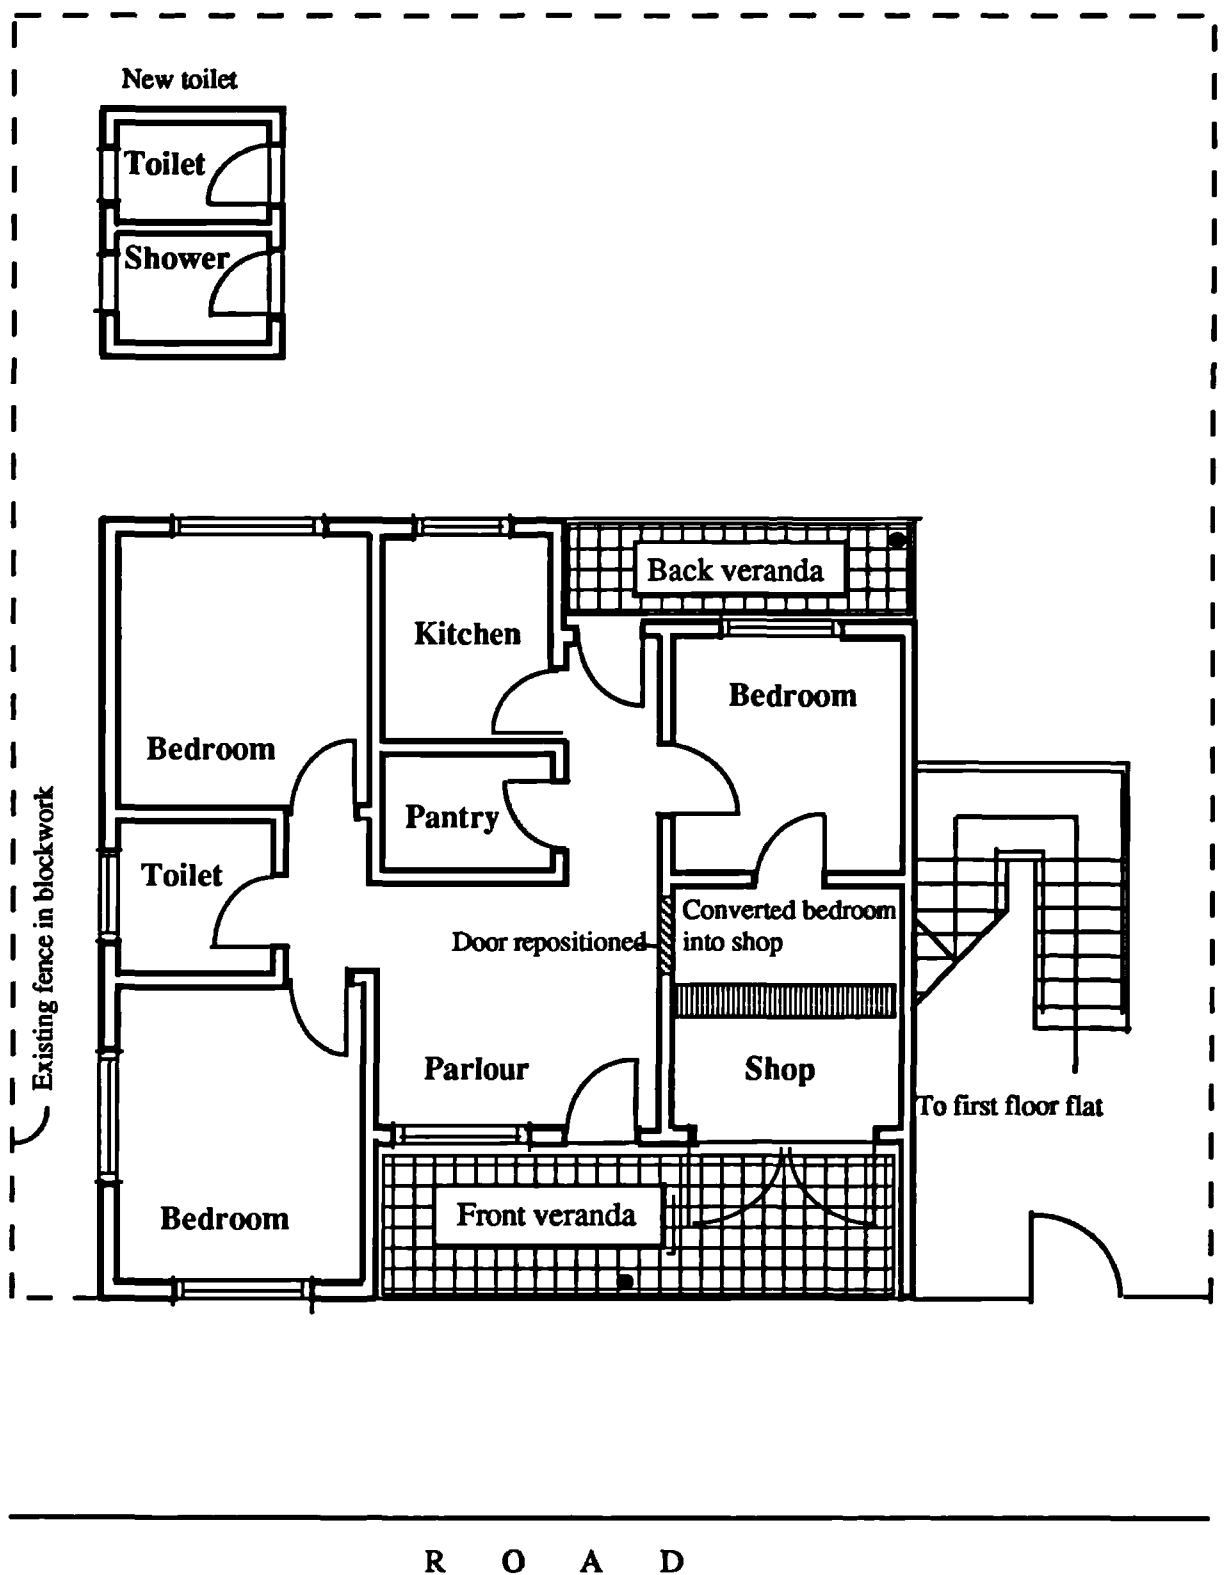 New toilet
Toilet
Shower
Back veranda
Kitchen
Bedroom
Bedroom
Pantry
Toilet
Converted bedroom
into shop
Door repositioned
Existing fence in blockwork
Parlour
Shop
To first floor flat
Bedroom
Front veranda
R O A D